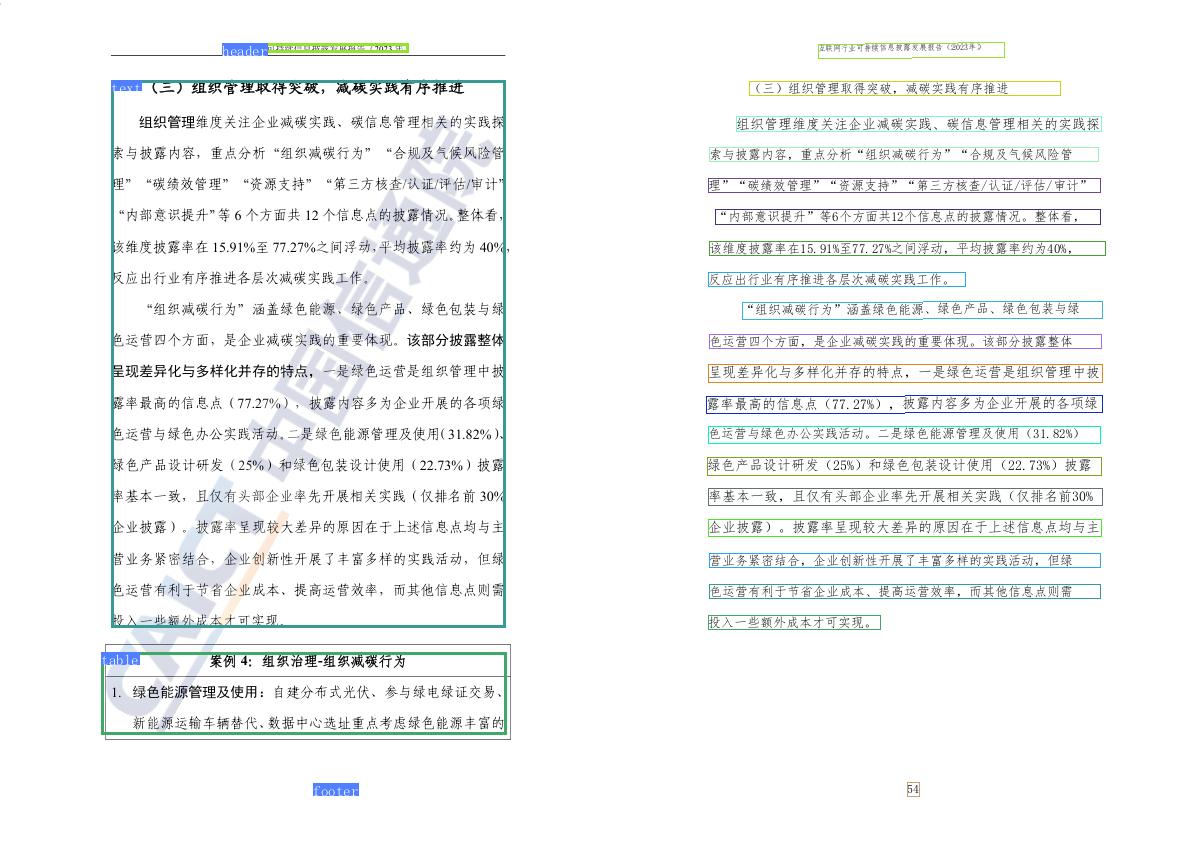 header
text
（三）组织管理取得突破，减碳实践有序推进
组织管理维度关注企业减碳实践、碳信息管理相关的实践探
索与披露内容，重点分析“组织减碳行为”“合规及气候风险管
理”“碳绩效管理”“资源支持”“第三方核查/认证/评估/审计”
“内部意识提升”等 6 个方面共 12 个信息点的披露情况。整体看，
该维度披露率在 15.91%至 77.27%之间浮动，平均披露率约为 40%，
反应出行业有序推进各层次减碳实践工作。
“组织减碳行为”涵盖绿色能源、绿色产品、绿色包装与绿
色运营四个方面，是企业减碳实践的重要体现。该部分披露整体
呈现差异化与多样化并存的特点，一是绿色运营是组织管理中披
露率最高的信息点（77.27%），披露内容多为企业开展的各项绿
色运营与绿色办公实践活动。二是绿色能源管理及使用（31.82%）、
绿色产品设计研发（25%）和绿色包装设计使用（22.73%）披露
率基本一致，且仅有头部企业率先开展相关实践（仅排名前 30%
企业披露）。披露率呈现较大差异的原因在于上述信息点均与主
营业务紧密结合，企业创新性开展了丰富多样的实践活动，但绿
色运营有利于节省企业成本、提高运营效率，而其他信息点则需
投入一些额外成本才可实现。
table
案例 4：组织治理-组织减碳行为
1. 绿色能源管理及使用：自建分布式光伏、参与绿电绿证交易、
新能源运输车辆替代、数据中心选址重点考虑绿色能源丰富的
footer
CAICT 中国信通院
互联网行业可持续信息披露发展报告（2023年）
（三）组织管理取得突破，减碳实践有序推进
组织管理维度关注企业减碳实践、碳信息管理相关的实践探
索与披露内容，重点分析“组织减碳行为”“合规及气候风险管
理”“碳绩效管理”“资源支持”“第三方核查/认证/评估/审计”
“内部意识提升”等6个方面共12个信息点的披露情况。整体看，
该维度披露率在15.91%至77.27%之间浮动，平均披露率约为40%，
反应出行业有序推进各层次减碳实践工作。
“组织减碳行为”涵盖绿色能源、绿色产品、绿色包装与绿
色运营四个方面，是企业减碳实践的重要体现。该部分披露整体
呈现差异化与多样化并存的特点，一是绿色运营是组织管理中披
露率最高的信息点（77.27%），披露内容多为企业开展的各项绿
色运营与绿色办公实践活动。二是绿色能源管理及使用（31.82%）
绿色产品设计研发（25%）和绿色包装设计使用（22.73%）披露
率基本一致，且仅有头部企业率先开展相关实践（仅排名前30%
企业披露）。披露率呈现较大差异的原因在于上述信息点均与主
营业务紧密结合，企业创新性开展了丰富多样的实践活动，但绿
色运营有利于节省企业成本、提高运营效率，而其他信息点则需
投入一些额外成本才可实现。
54